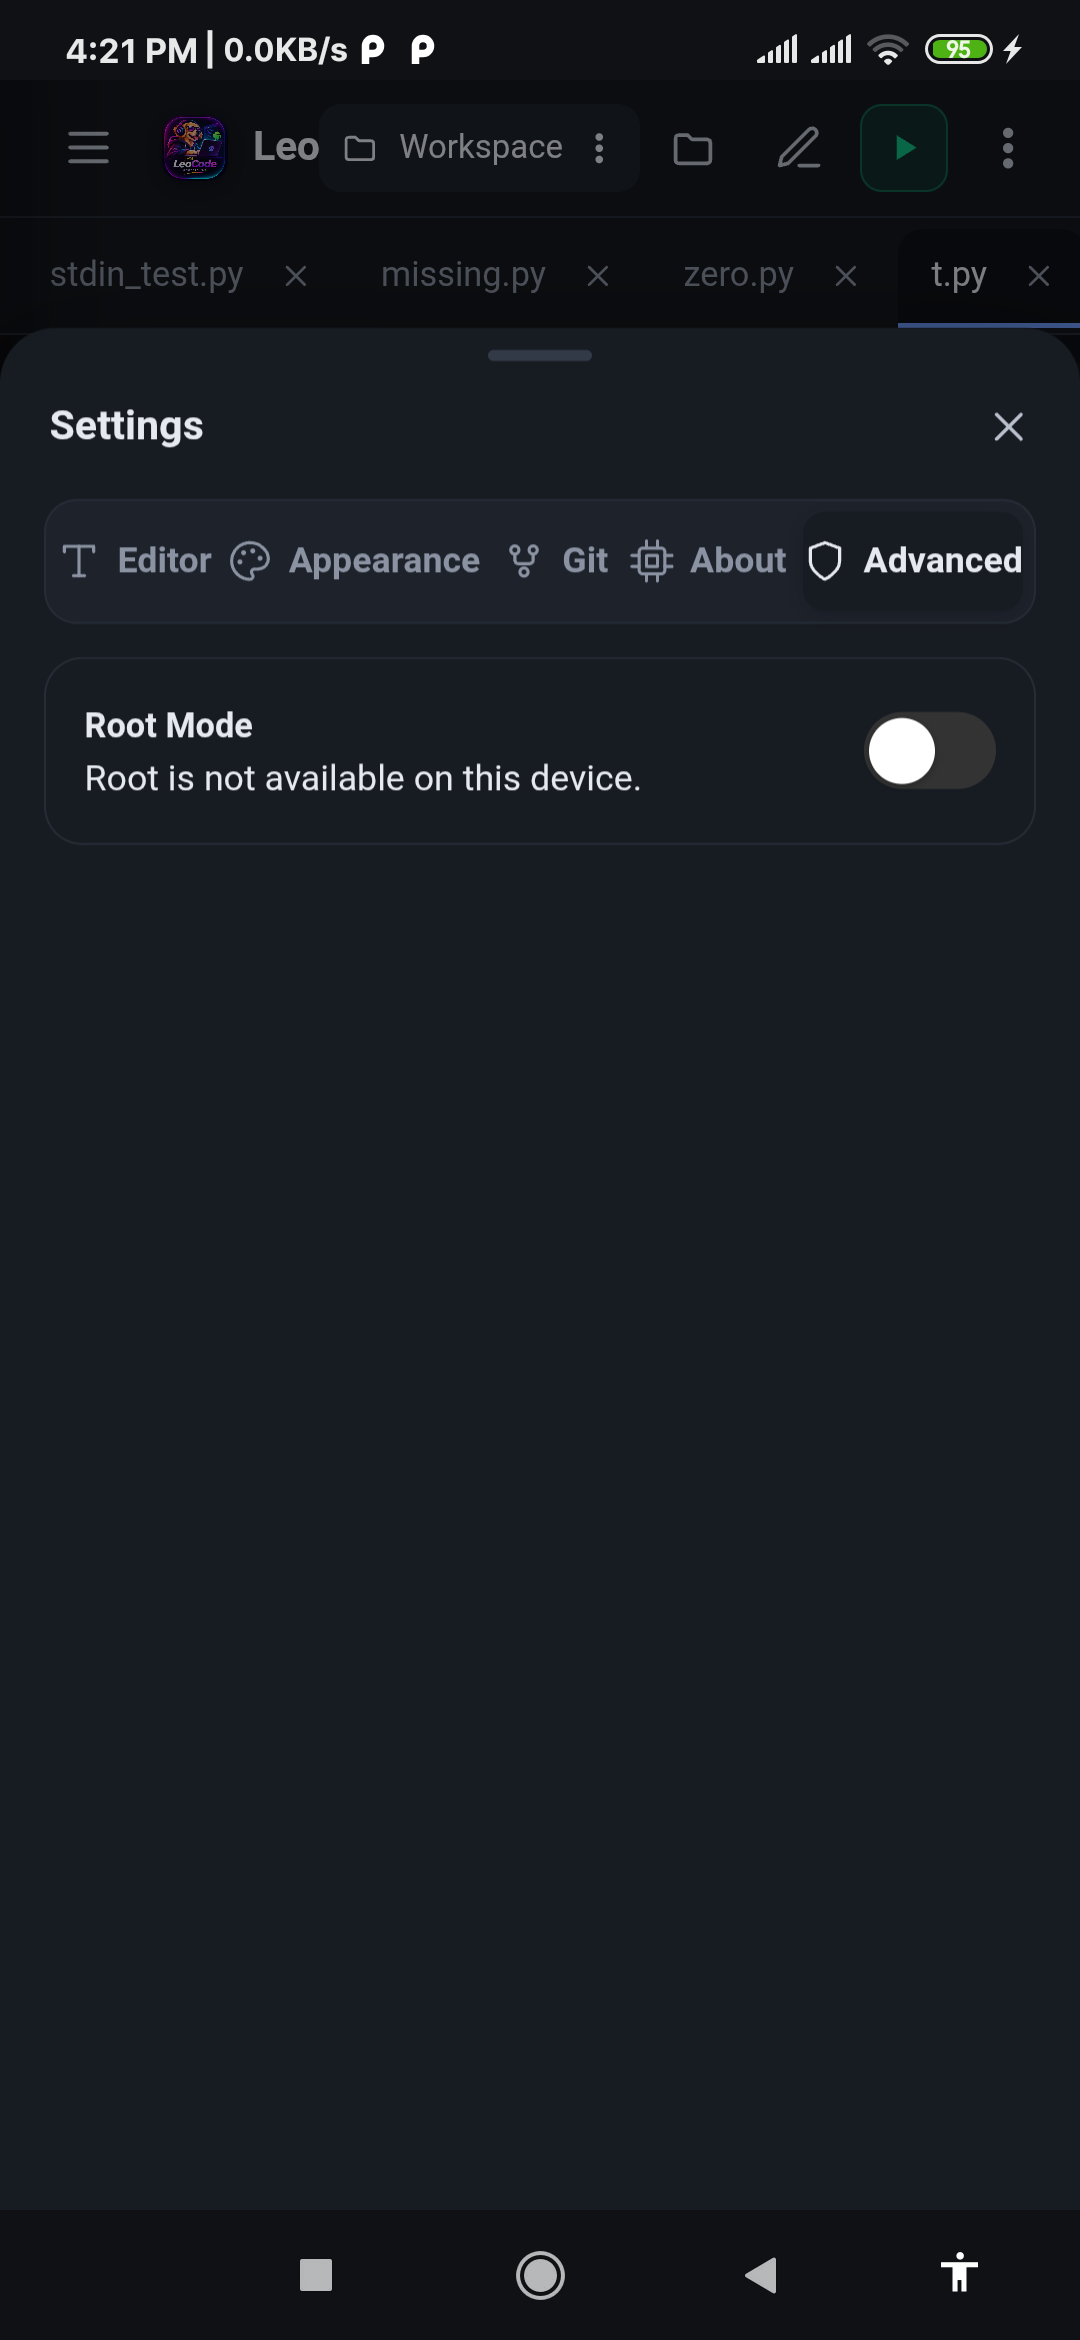 4:21 PM | 0.0KB/s
95
LeoCode
Leo
Workspace
stdin_test.py
missing.py
zero.py
t.py
Settings
Editor
Appearance
Git
About
Advanced
Root Mode
Root is not available on this device.